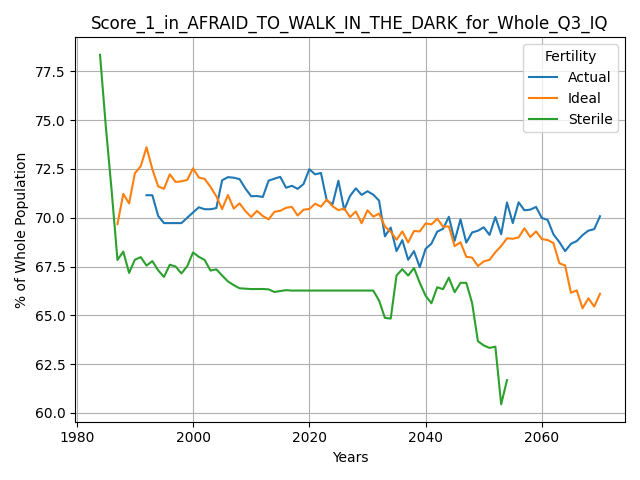 Score_1_in_AFRAID_TO_WALK_IN_THE_DARK_for_Whole_Q3_IQ
Fertility
Actual
Ideal
Sterile
% of Whole Population
77.5
75.0
72.5
70.0
67.5
65.0
62.5
60.0
1980
2000
2020
2040
2060
Years